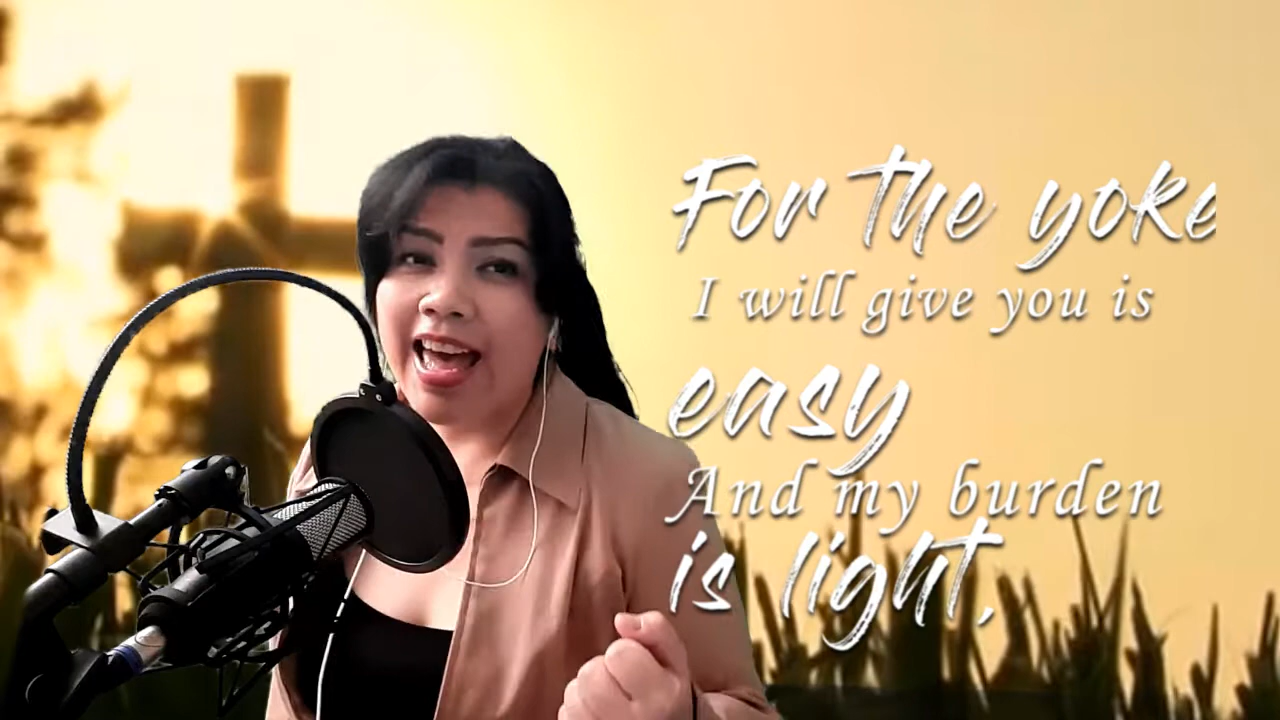 For the yoke
I will give you is
easy
And my burden
is light,